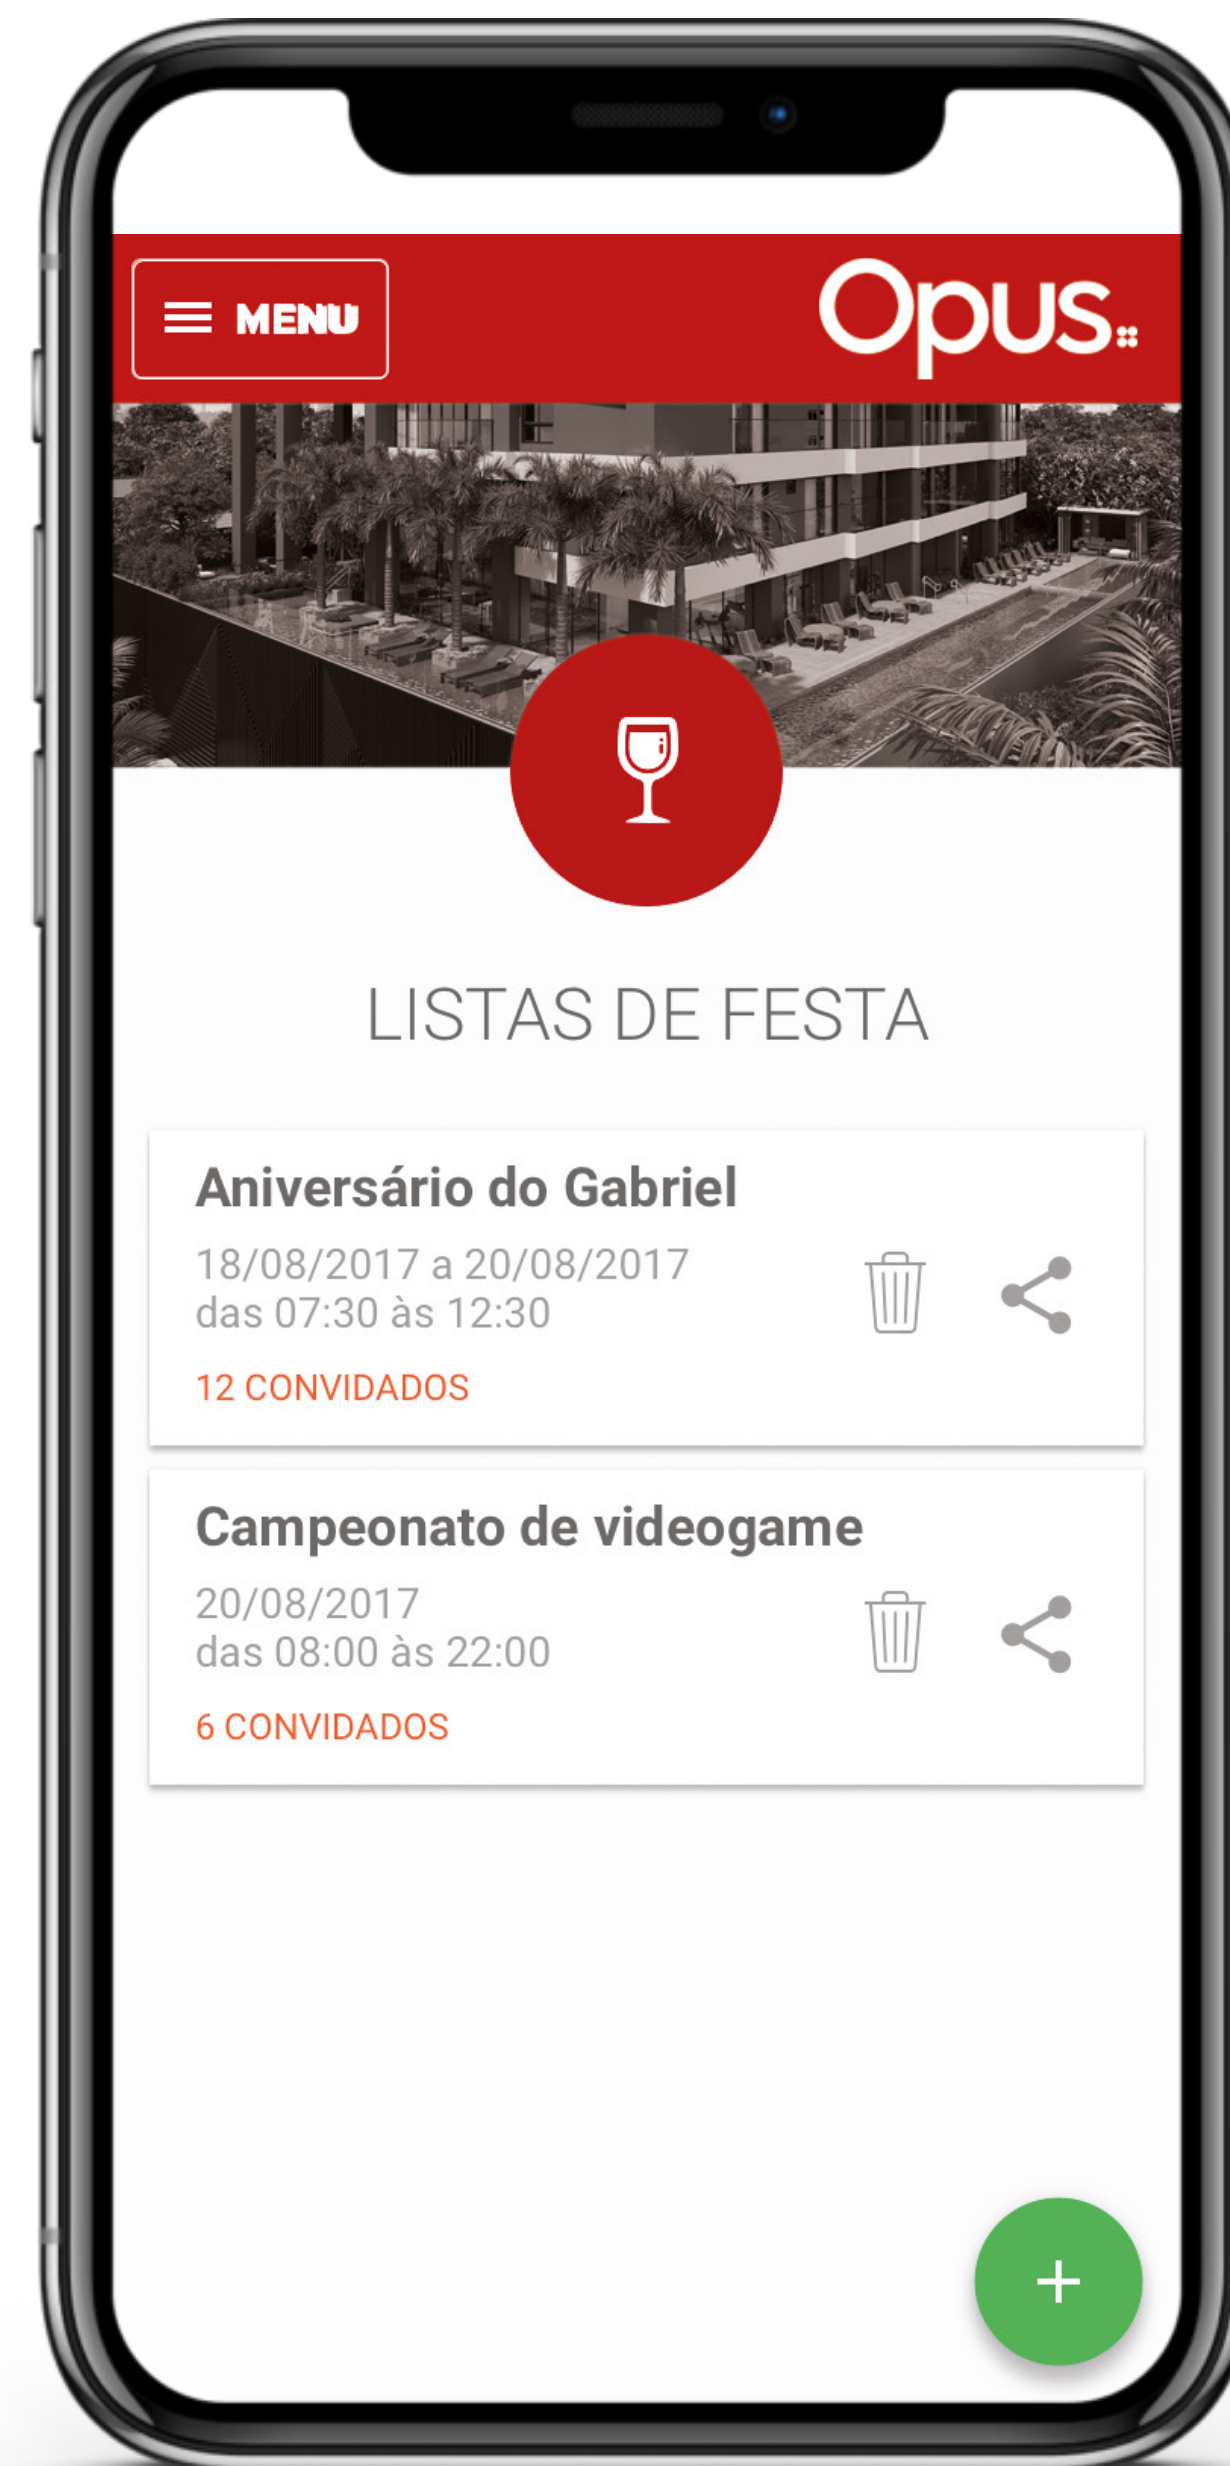 MENU
Opus
LISTAS DE FESTA
Aniversário do Gabriel
18/08/2017 a 20/08/2017
das 07:30 às 12:30
12 CONVIDADOS
Campeonato de videogame
20/08/2017
das 08:00 às 22:00
6 CONVIDADOS
+